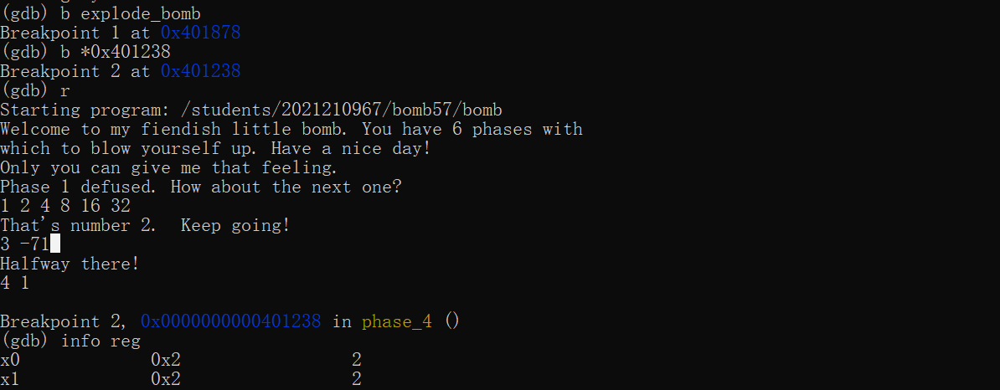 (gdb) b explode_bomb
Breakpoint 1 at 0x401878
(gdb) b *0x401238
Breakpoint 2 at 0x401238
(gdb) r
Starting program: /students/2021210967/bomb57/bomb
Welcome to my fiendish little bomb. You have 6 phases with
which to blow yourself up. Have a nice day!
Only you can give me that feeling.
Phase 1 defused. How about the next one?
1 2 4 8 16 32
That's number 2.  Keep going!
3 -71
Halfway there!
4 1
Breakpoint 2, 0x0000000000401238 in phase_4 ()
(gdb) info reg
x0 0x2 2
x1 0x2 2